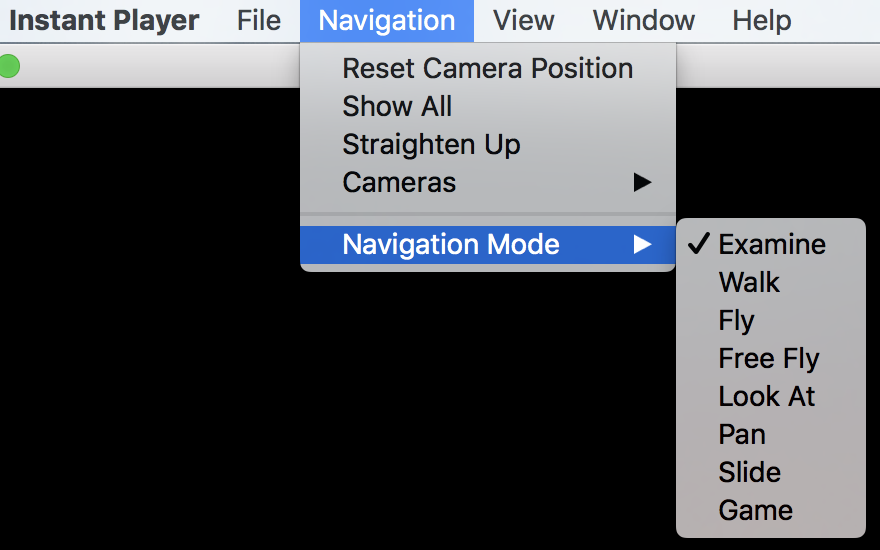 Instant Player File Navigation View Window Help
Reset Camera Position
Show All
Straighten Up
Cameras
Navigation Mode
Examine
Walk
Fly
Free Fly
Look At
Pan
Slide
Game